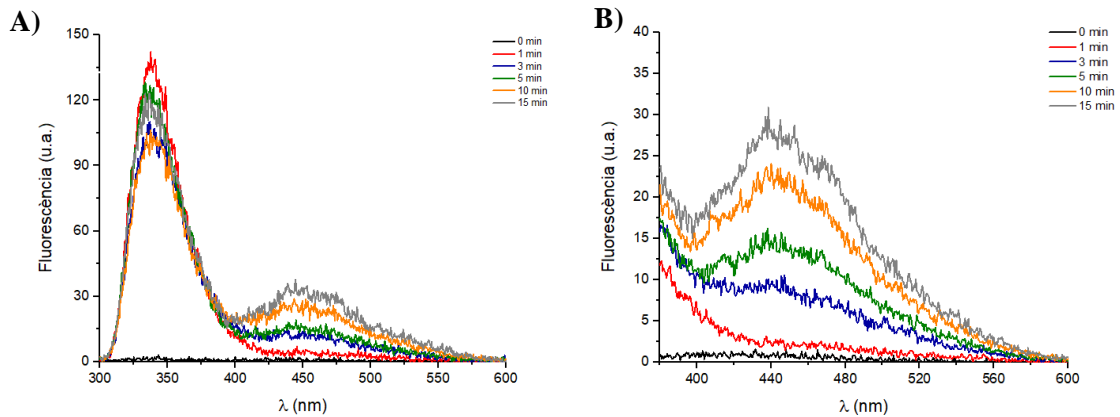 A)
Fluorescència (u.a.)
150
120
90
60
30
0
300
350
400
450
500
550
600
λ (nm)
0 min
1 min
3 min
5 min
10 min
15 min
B)
Fluorescència (u.a.)
40
35
30
25
20
15
10
5
0
400
440
480
520
560
600
λ (nm)
0 min
1 min
3 min
5 min
10 min
15 min